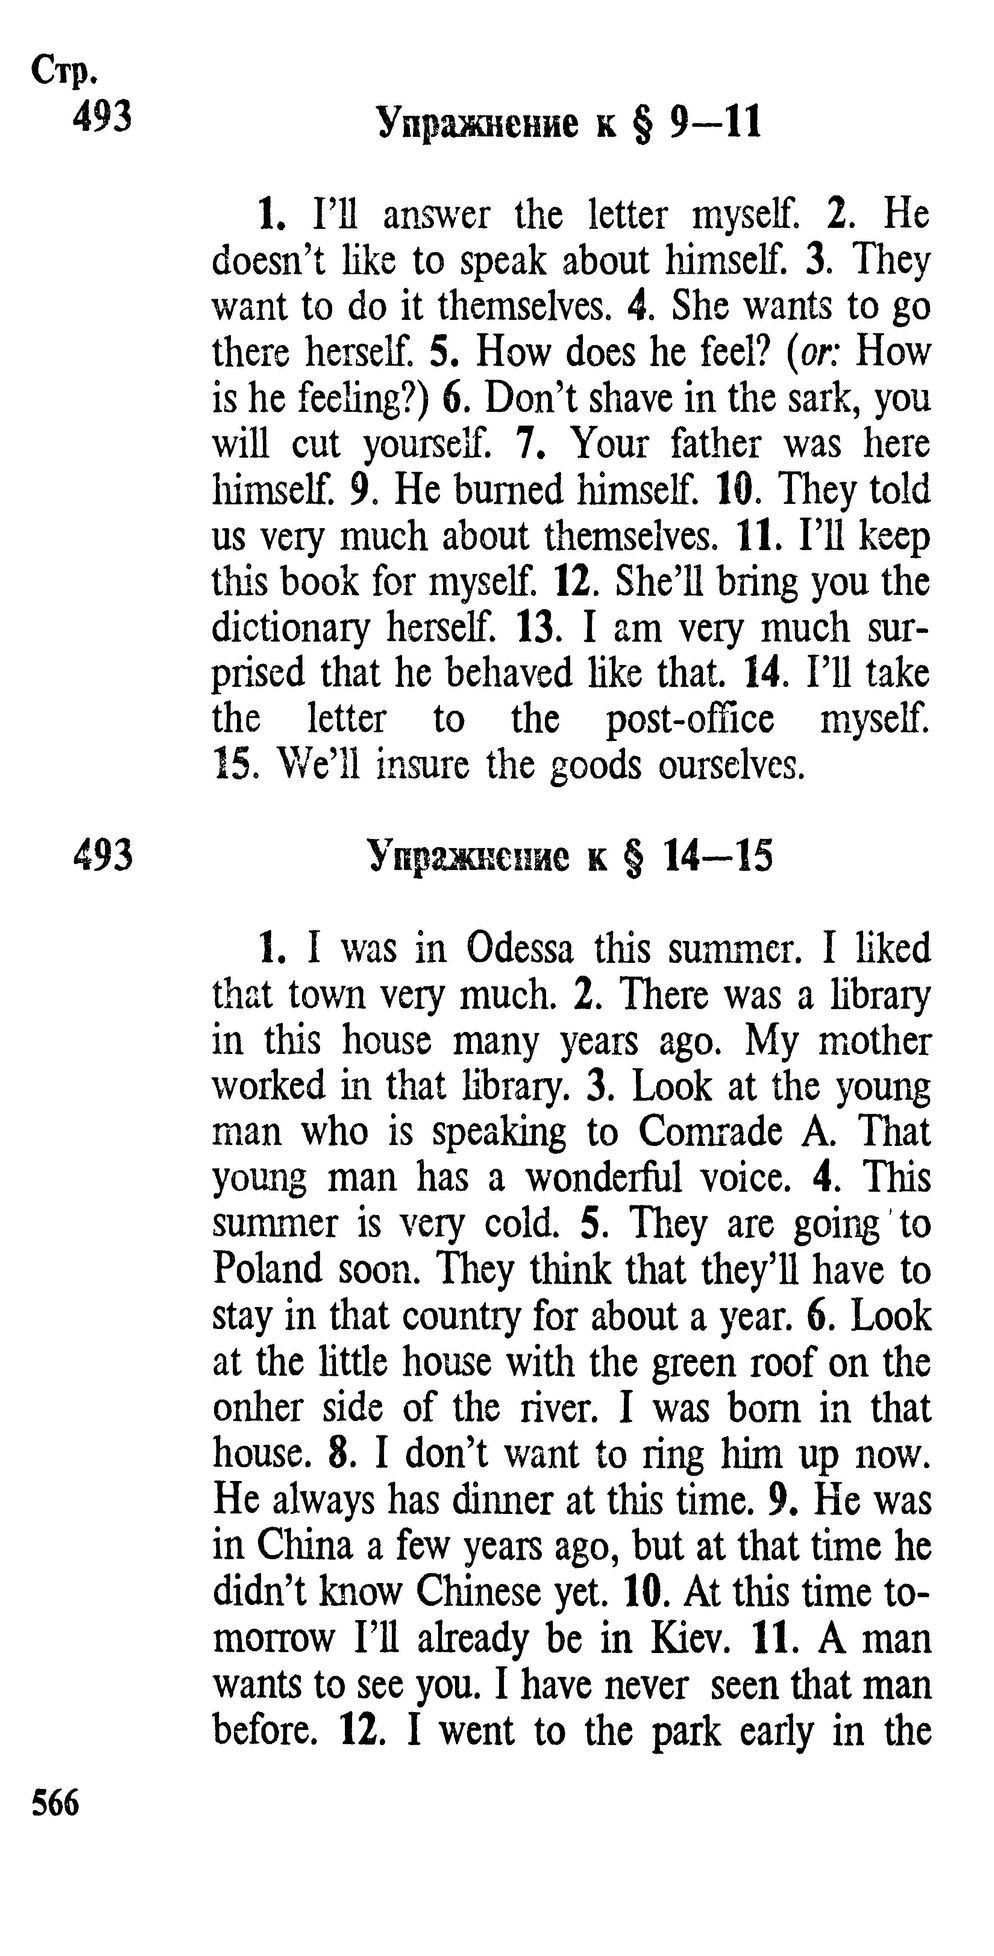 Стр.
493 Упражнение к § 9—11
1. I'll answer the letter myself. 2. He
doesn't like to speak about himself. 3. They
want to do it themselves. 4. She wants to go
there herself. 5. How does he feel? (or: How
is he feeling?) 6. Don't shave in the sark, you
will cut yourself. 7. Your father was here
himself. 9. He burned himself. 10. They told
us very much about themselves. 11. I'll keep
this book for myself. 12. She'll bring you the
dictionary herself. 13. I am very much sur-
prised that he behaved like that. 14. I'll take
the letter to the post-office myself.
15. We'll insure the goods ourselves.
493 Упражнение к § 14—15
1. I was in Odessa this summer. I liked
that town very much. 2. There was a library
in this house many years ago. My mother
worked in that library. 3. Look at the young
man who is speaking to Comrade A. That
young man has a wonderful voice. 4. This
summer is very cold. 5. They are going to
Poland soon. They think that they'll have to
stay in that country for about a year. 6. Look
at the little house with the green roof on the
onher side of the river. I was born in that
house. 8. I don't want to ring him up now.
He always has dinner at this time. 9. He was
in China a few years ago, but at that time he
didn't know Chinese yet. 10. At this time to-
morrow I'll already be in Kiev. 11. A man
wants to see you. I have never seen that man
before. 12. I went to the park early in the
566